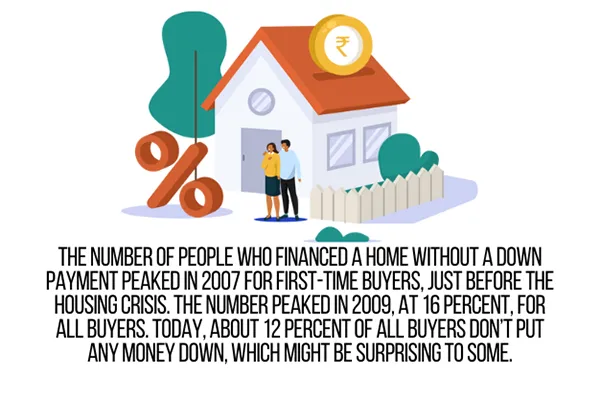 ₹
%
THE NUMBER OF PEOPLE WHO FINANCED A HOME WITHOUT A DOWN
PAYMENT PEAKED IN 2007 FOR FIRST-TIME BUYERS, JUST BEFORE THE
HOUSING CRISIS. THE NUMBER PEAKED IN 2009, AT 16 PERCENT, FOR
ALL BUYERS. TODAY, ABOUT 12 PERCENT OF ALL BUYERS DON'T PUT
ANY MONEY DOWN, WHICH MIGHT BE SURPRISING TO SOME.